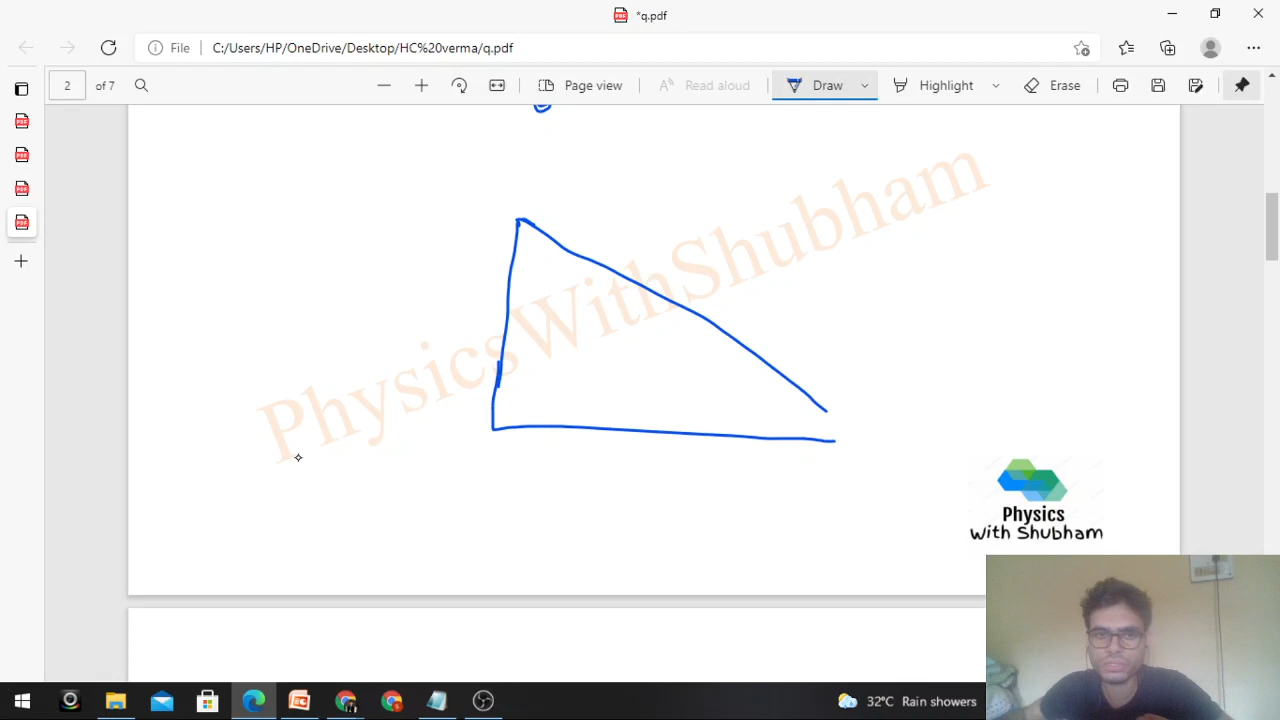 *q.pdf
File C:/Users/HP/OneDrive/Desktop/HC%20verma/q.pdf
2 of 7 Page view Read aloud Draw Highlight Erase
PhysicsWithShubham
Physics
With Shubham
32°C Rain showers